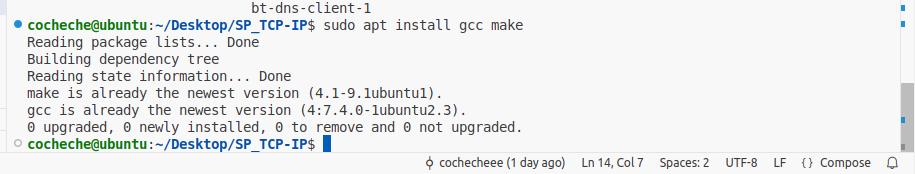 bt-dns-client-1
cocheche@ubuntu:~/Desktop/SP_TCP-IP$ sudo apt install gcc make
Reading package lists... Done
Building dependency tree
Reading state information... Done
make is already the newest version (4.1-9.1ubuntu1).
gcc is already the newest version (4:7.4.0-1ubuntu2.3).
0 upgraded, 0 newly installed, 0 to remove and 0 not upgraded.
cocheche@ubuntu:~/Desktop/SP_TCP-IP$
cochecheee (1 day ago) Ln 14, Col 7 Spaces: 2 UTF-8 LF {} Compose